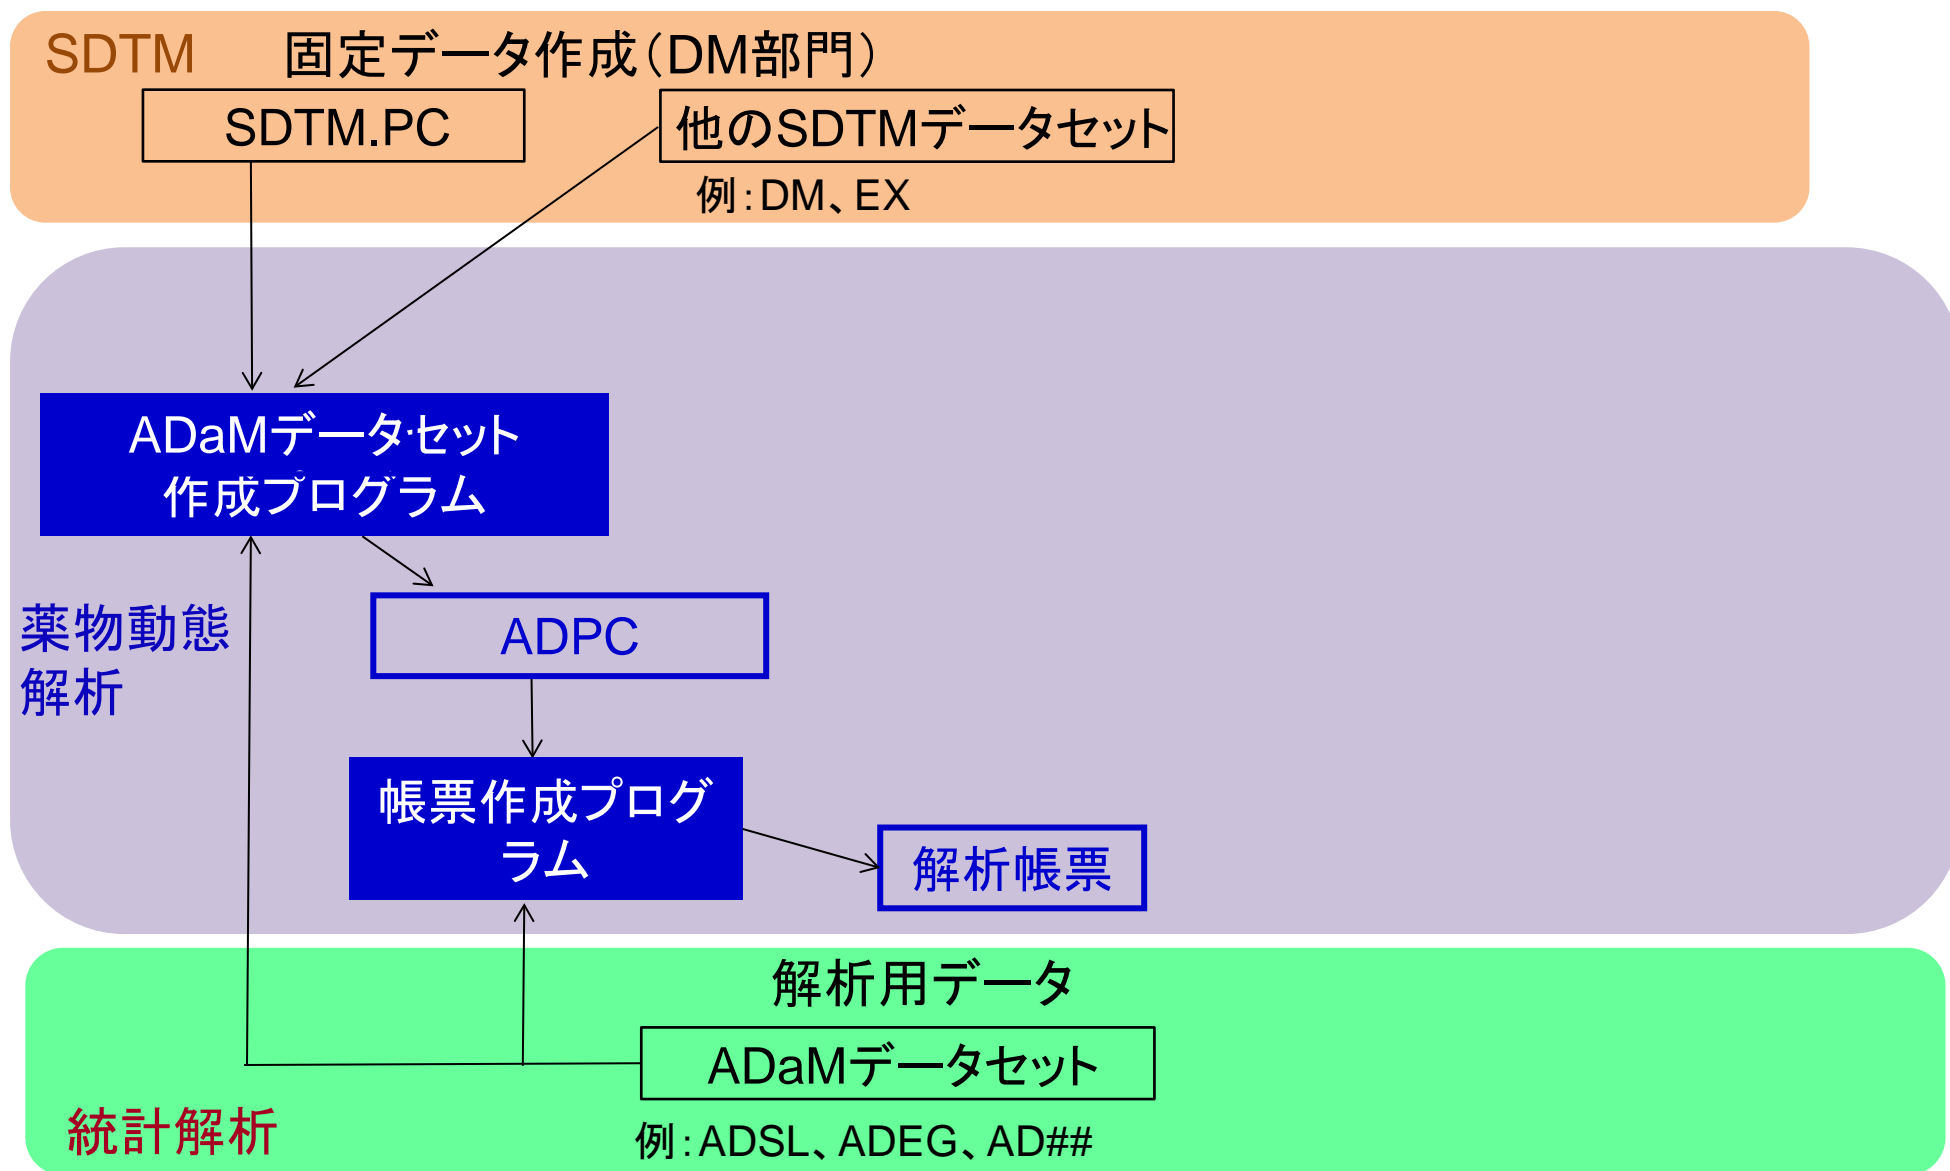 SDTM 固定データ作成（DM部門）
SDTM.PC
他のSDTMデータセット
例：DM、EX
ADaMデータセット
作成プログラム
薬物動態
解析
ADPC
帳票作成プログ
ラム
解析帳票
解析用データ
ADaMデータセット
統計解析
例：ADSL、ADEG、AD##